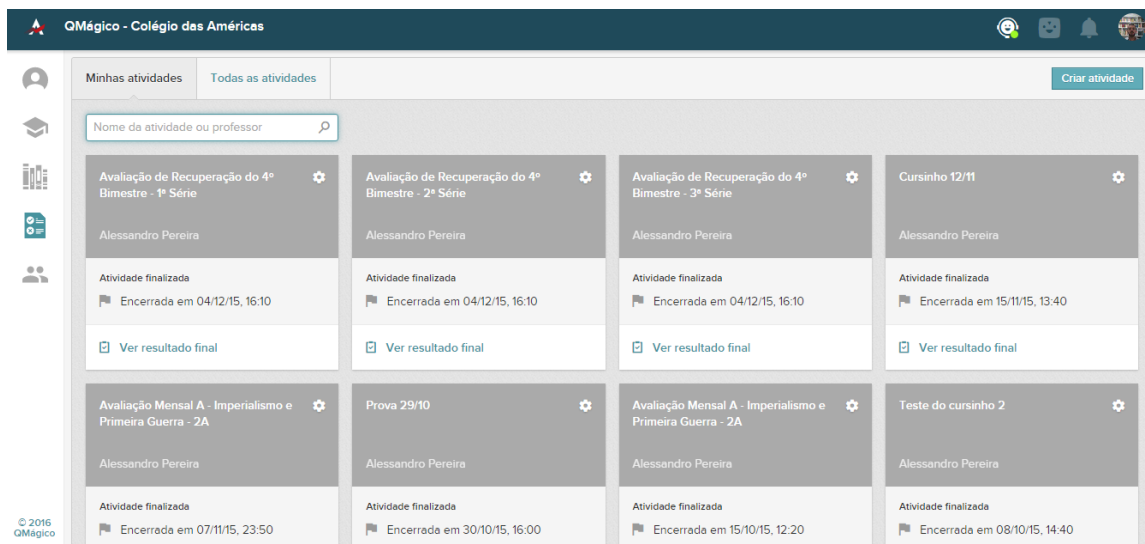 QMágico - Colégio das Américas
Minhas atividades
Todas as atividades
Criar atividade
Nome da atividade ou professor
Avaliação de Recuperação do 4º
Bimestre - 1ª Série
Alessandro Pereira
Atividade finalizada
Encerrada em 04/12/15, 16:10
Ver resultado final
Avaliação de Recuperação do 4º
Bimestre - 2ª Série
Alessandro Pereira
Atividade finalizada
Encerrada em 04/12/15, 16:10
Ver resultado final
Avaliação de Recuperação do 4º
Bimestre - 3ª Série
Alessandro Pereira
Atividade finalizada
Encerrada em 04/12/15, 16:10
Ver resultado final
Cursinho 12/11
Alessandro Pereira
Atividade finalizada
Encerrada em 15/11/15, 13:40
Ver resultado final
Avaliação Mensal A - Imperialismo e
Primeira Guerra - 2A
Alessandro Pereira
Atividade finalizada
Encerrada em 07/11/15, 23:50
Prova 29/10
Alessandro Pereira
Atividade finalizada
Encerrada em 30/10/15, 16:00
Avaliação Mensal A - Imperialismo e
Primeira Guerra - 2A
Alessandro Pereira
Atividade finalizada
Encerrada em 15/10/15, 12:20
Teste do cursinho 2
Alessandro Pereira
Atividade finalizada
Encerrada em 08/10/15, 14:40
© 2016
QMágico